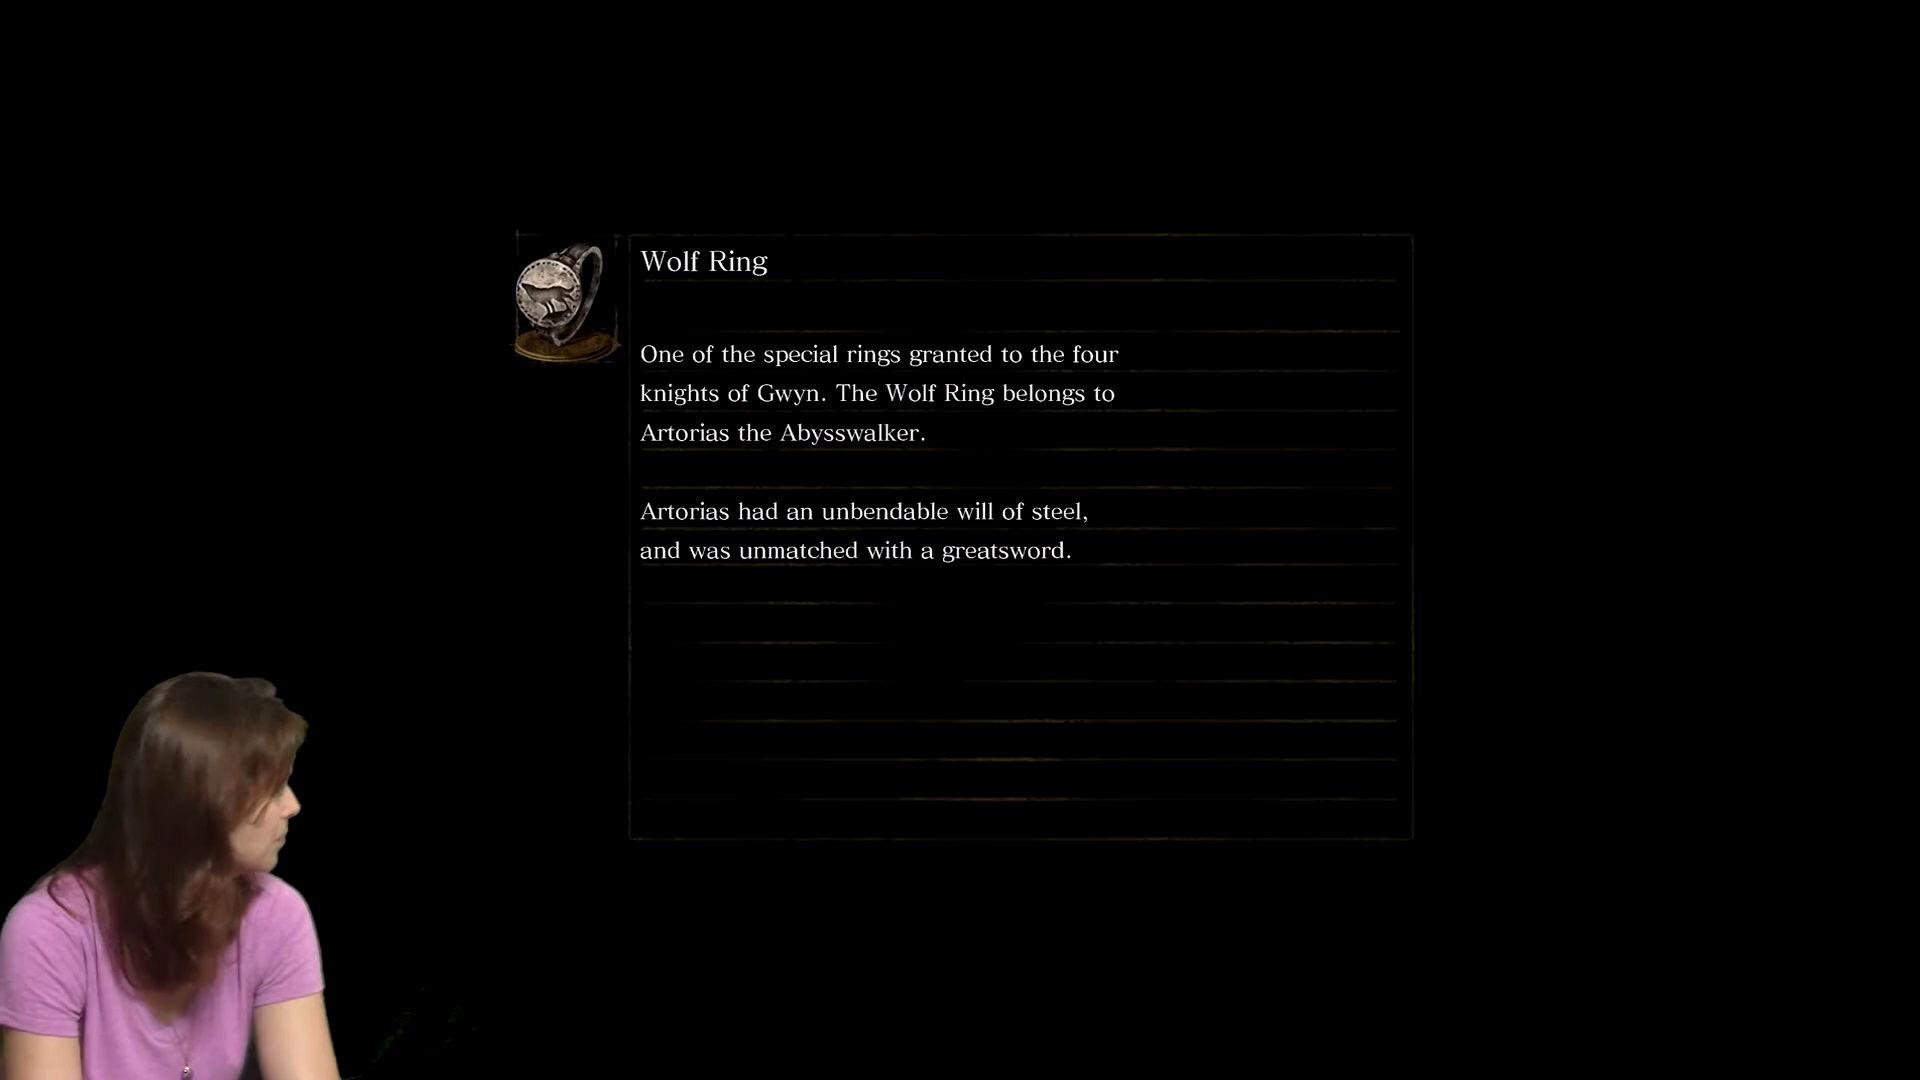 Wolf Ring
One of the special rings granted to the four
knights of Gwyn. The Wolf Ring belongs to
Artorias the Abysswalker.
Artorias had an unbendable will of steel,
and was unmatched with a greatsword.